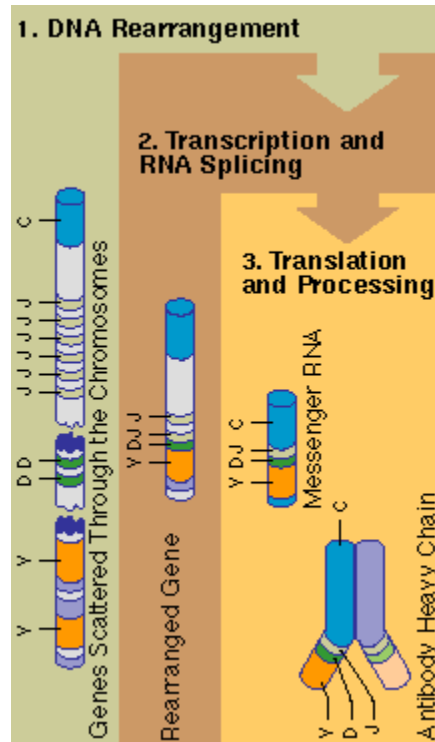 1. DNA Rearrangement
2. Transcription and
RNA Splicing
3. Translation
and Processing
Y Y D D J J J J J J C
Genes Scattered Through the Chromosomes
Y DJ J
Rearranged Gene
Y DJ C
Messenger RNA
C
Y D J
Antibody Heavy Chain